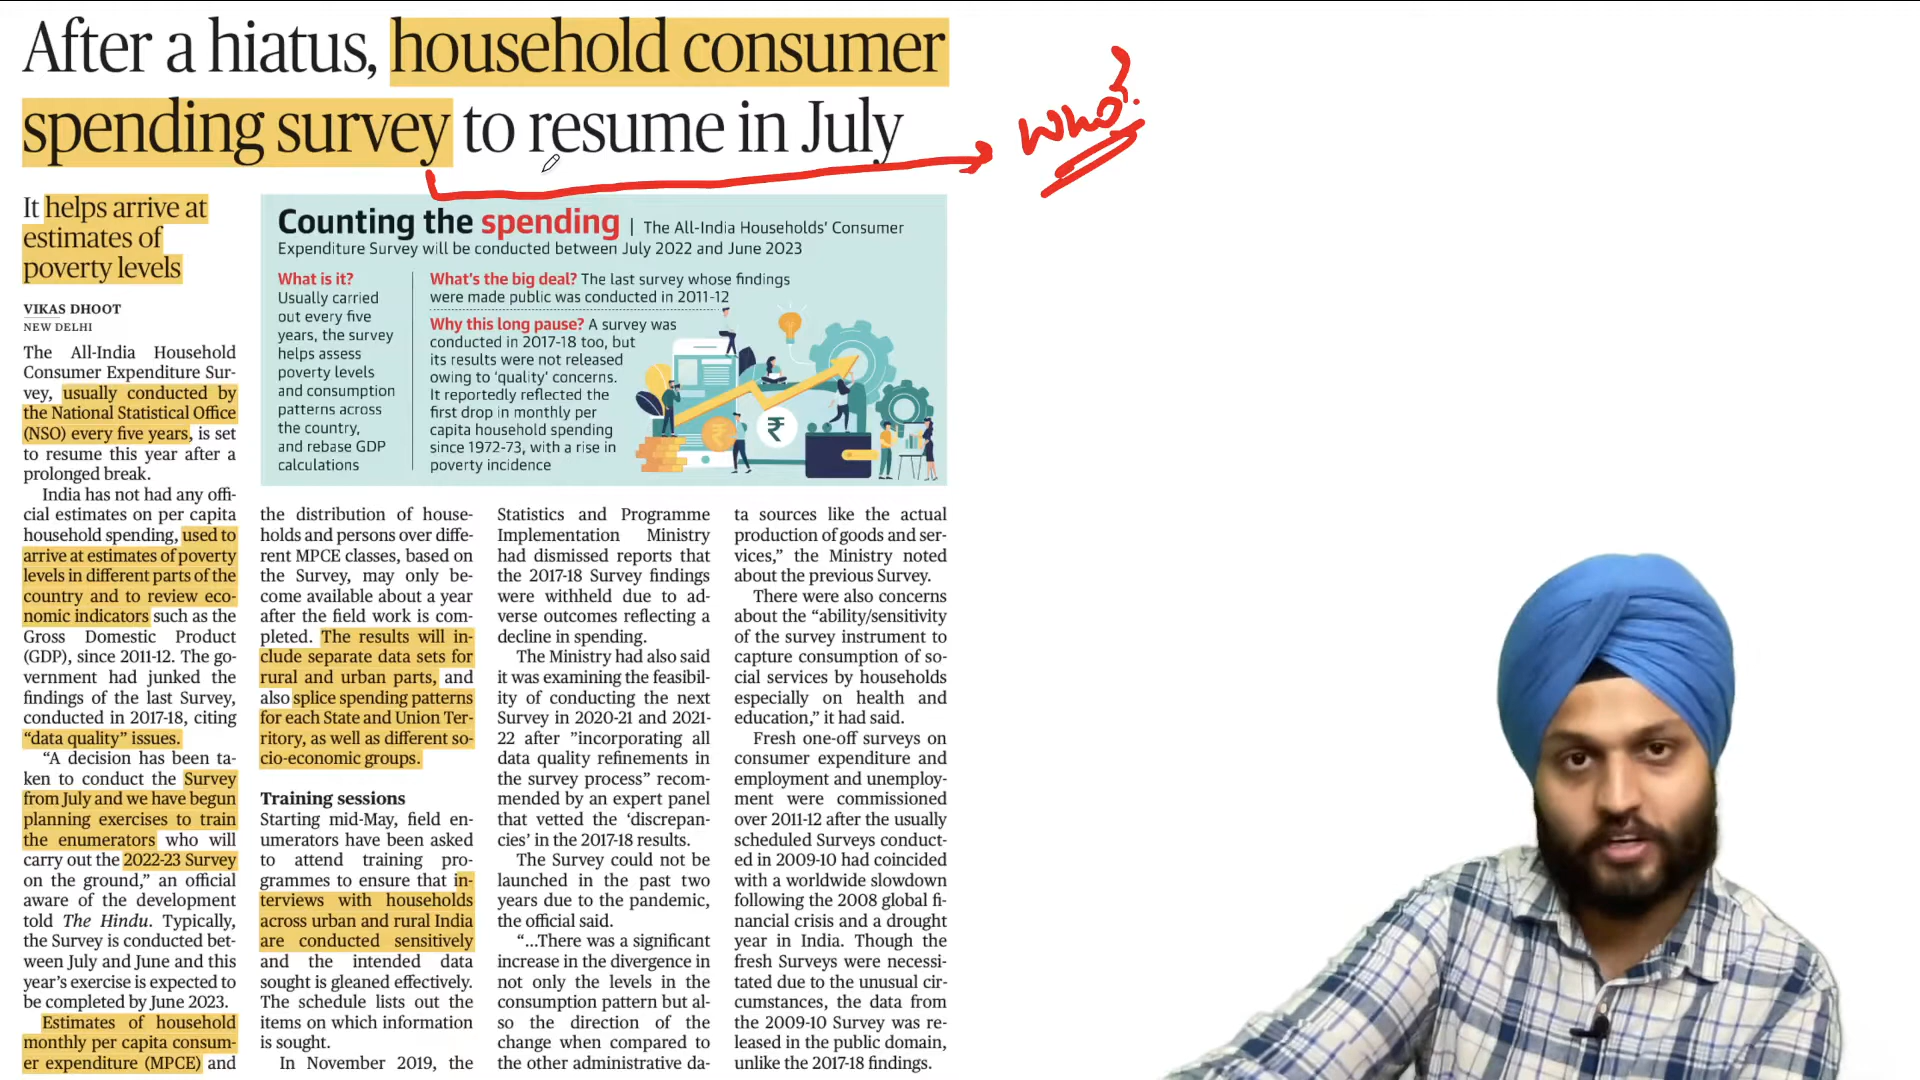 After a hiatus, household consumer
spending survey to resume in July
Who?
It helps arrive at
estimates of
poverty levels
VIKAS DHOOT
NEW DELHI
The All-India Household
Consumer Expenditure Sur-
vey, usually conducted by
the National Statistical Office
(NSO) every five years, is set
to resume this year after a
prolonged break.
India has not had any offi-
cial estimates on per capita
household spending, used to
arrive at estimates of poverty
levels in different parts of the
country and to review eco-
nomic indicators such as the
Gross Domestic Product
(GDP), since 2011-12. The go-
vernment had junked the
findings of the last Survey,
conducted in 2017-18, citing
“data quality” issues.
“A decision has been ta-
ken to conduct the Survey
from July and we have begun
planning exercises to train
the enumerators who will
carry out the 2022-23 Survey
on the ground,” an official
aware of the development
told The Hindu. Typically,
the Survey is conducted bet-
ween July and June and this
year’s exercise is expected to
be completed by June 2023.
Estimates of household
monthly per capita consum-
er expenditure (MPCE) and
Counting the spending | The All-India Households’ Consumer
Expenditure Survey will be conducted between July 2022 and June 2023
What is it?
Usually carried
out every five
years, the survey
helps assess
poverty levels
and consumption
patterns across
the country,
and rebase GDP
calculations
What’s the big deal? The last survey whose findings
were made public was conducted in 2011-12
Why this long pause? A survey was
conducted in 2017-18 too, but
its results were not released
owing to ‘quality’ concerns.
It reportedly reflected the
first drop in monthly per
capita household spending
since 1972-73, with a rise in
poverty incidence
₹
₹
the distribution of house-
holds and persons over diffe-
rent MPCE classes, based on
the Survey, may only be-
come available about a year
after the field work is com-
pleted. The results will in-
clude separate data sets for
rural and urban parts, and
also splice spending patterns
for each State and Union Ter-
ritory, as well as different so-
cio-economic groups.
Training sessions
Starting mid-May, field en-
umerators have been asked
to attend training pro-
grammes to ensure that in-
terviews with households
across urban and rural India
are conducted sensitively
and the intended data
sought is gleaned effectively.
The schedule lists out the
items on which information
is sought.
In November 2019, the
Statistics and Programme
Implementation Ministry
had dismissed reports that
the 2017-18 Survey findings
were withheld due to ad-
verse outcomes reflecting a
decline in spending.
The Ministry had also said
it was examining the feasibil-
ity of conducting the next
Survey in 2020-21 and 2021-
22 after ”incorporating all
data quality refinements in
the survey process” recom-
mended by an expert panel
that vetted the ‘discrepan-
cies’ in the 2017-18 results.
The Survey could not be
launched in the past two
years due to the pandemic,
the official said.
“...There was a significant
increase in the divergence in
not only the levels in the
consumption pattern but al-
so the direction of the
change when compared to
the other administrative da-
ta sources like the actual
production of goods and ser-
vices,” the Ministry noted
about the previous Survey.
There were also concerns
about the “ability/sensitivity
of the survey instrument to
capture consumption of so-
cial services by households
especially on health and
education,” it had said.
Fresh one-off surveys on
consumer expenditure and
employment and unemploy-
ment were commissioned
over 2011-12 after the usually
scheduled Surveys conduct-
ed in 2009-10 had coincided
with a worldwide slowdown
following the 2008 global fi-
nancial crisis and a drought
year in India. Though the
fresh Surveys were necessi-
tated due to the unusual cir-
cumstances, the data from
the 2009-10 Survey was re-
leased in the public domain,
unlike the 2017-18 findings.